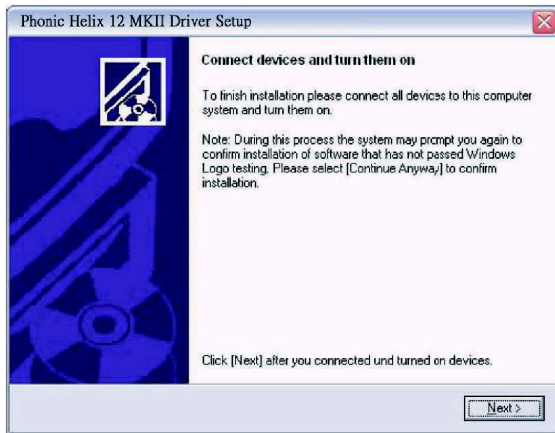 Phonic Helix 12 MKII Driver Setup
Connect devices and turn them on
To finish installation please connect all devices to this computer
system and turn them on.
Note: During this process the system may prompt you again to
confirm installation of software that has not passed Windows
Logo testing. Please select [Continue Anyway] to confirm
installation.
Click [Next] after you connected und turned on devices.
Next >